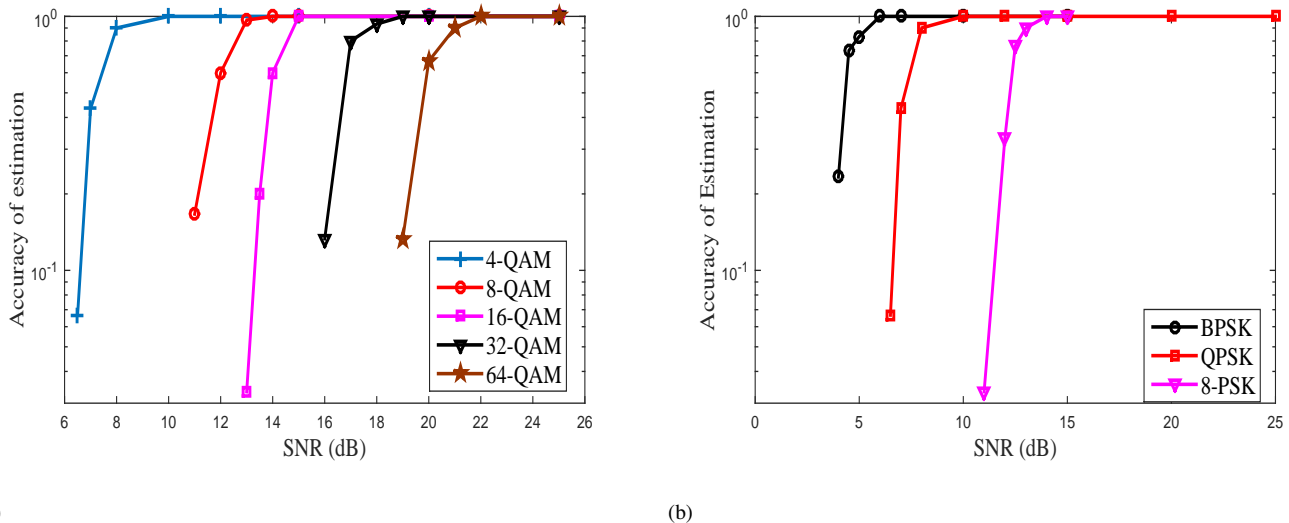 Accuracy of estimation
10^0
10^-1
6 8 10 12 14 16 18 20 22 24 26
SNR (dB)
4-QAM
8-QAM
16-QAM
32-QAM
64-QAM
Accuracy of Estimation
10^0
10^-1
0 5 10 15 20 25
SNR (dB)
BPSK
QPSK
8-PSK
)
(b)